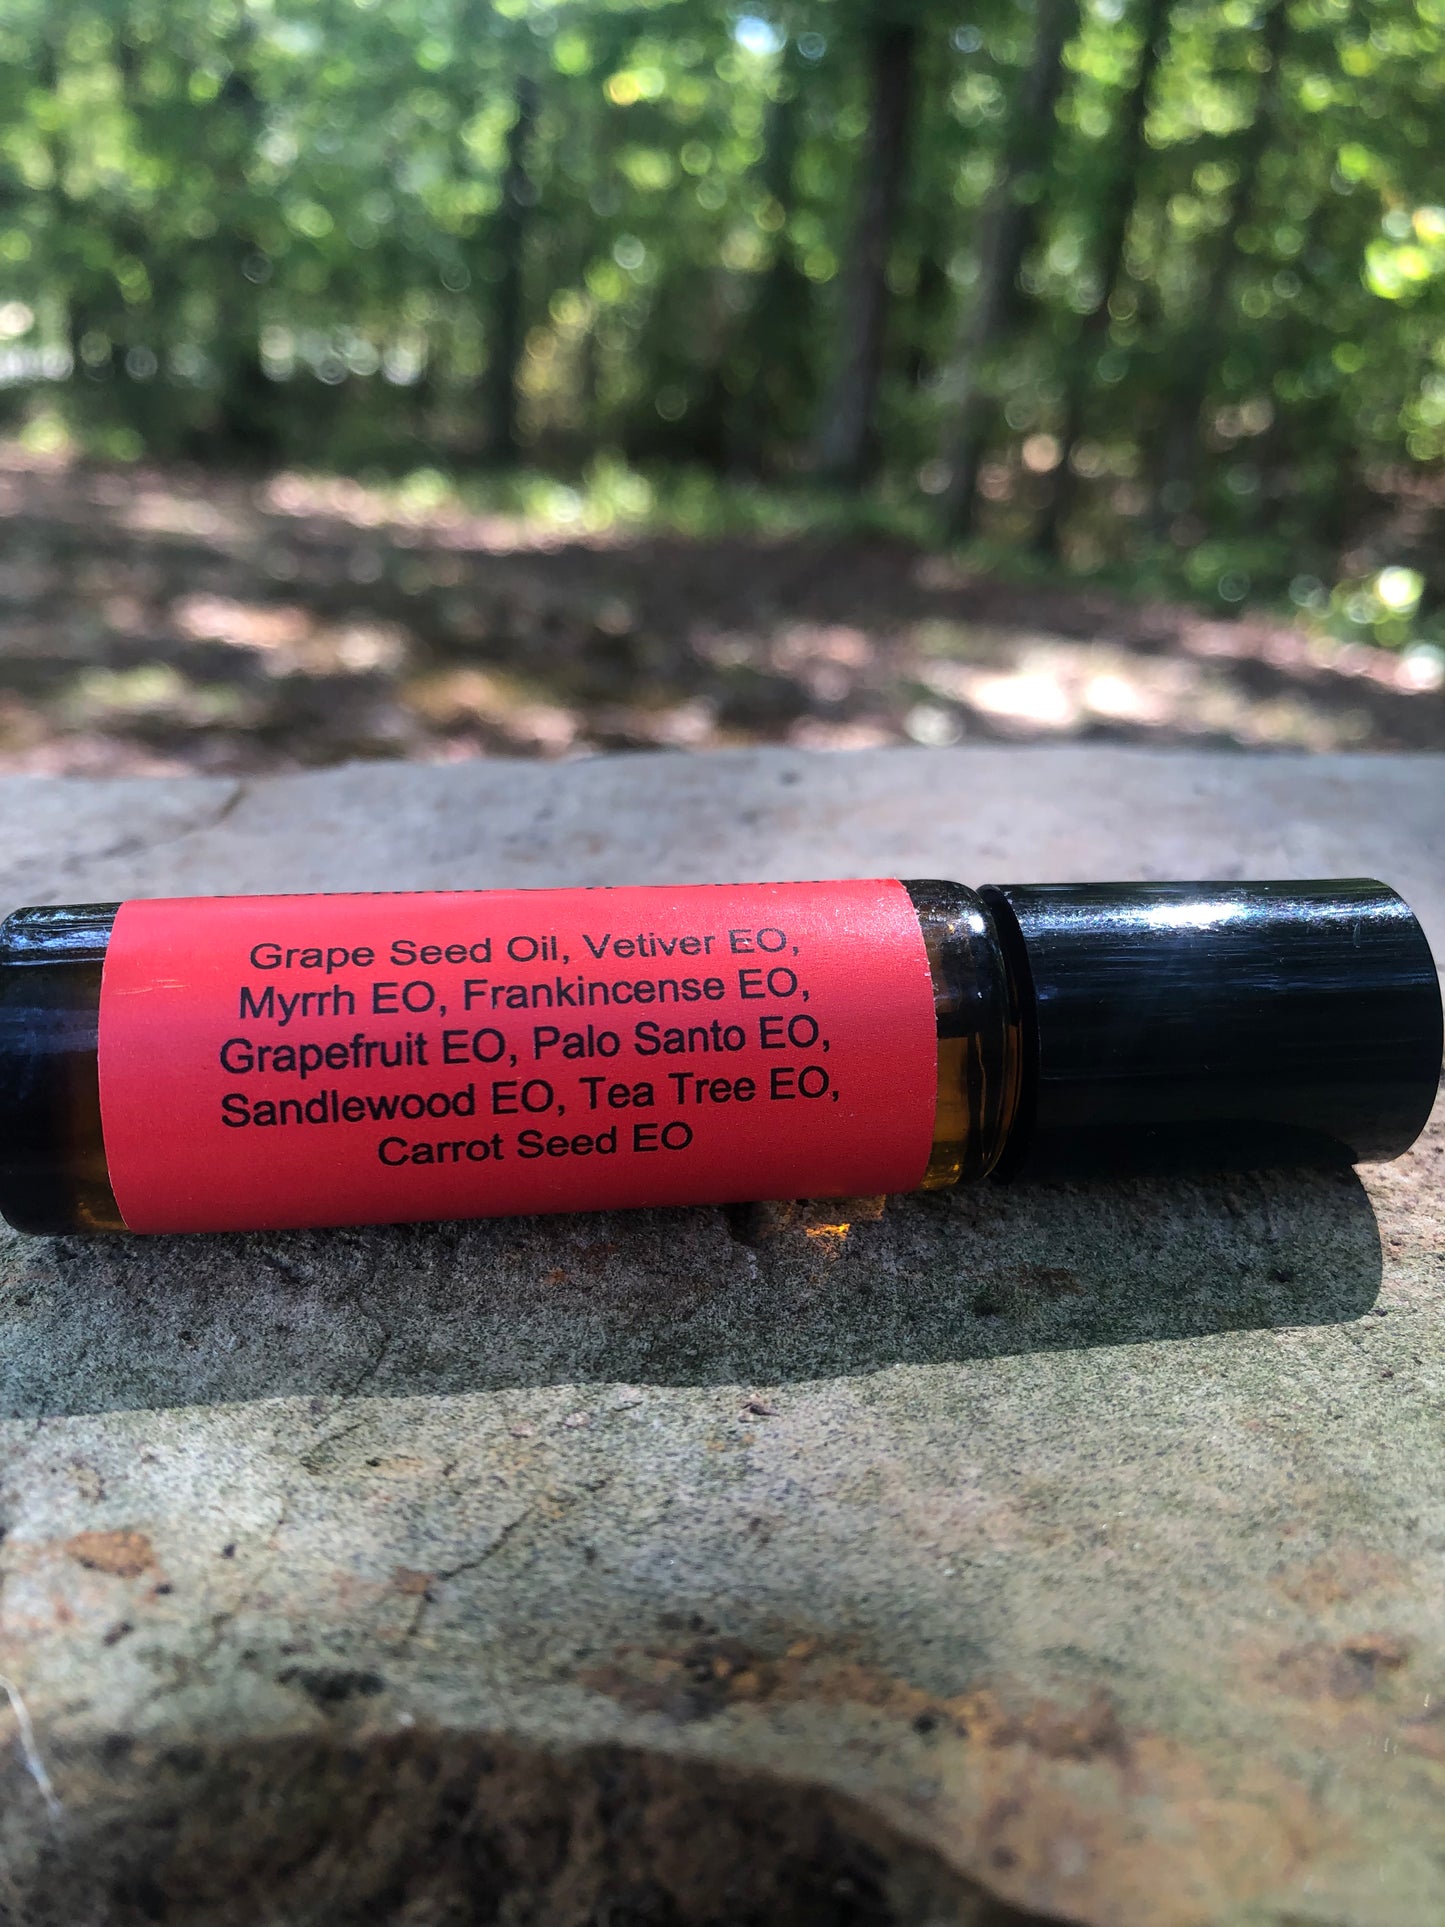 Grape Seed Oil, Vetiver EO,
Myrrh EO, Frankincense EO,
Grapefruit EO, Palo Santo EO,
Sandlewood EO, Tea Tree EO,
Carrot Seed EO